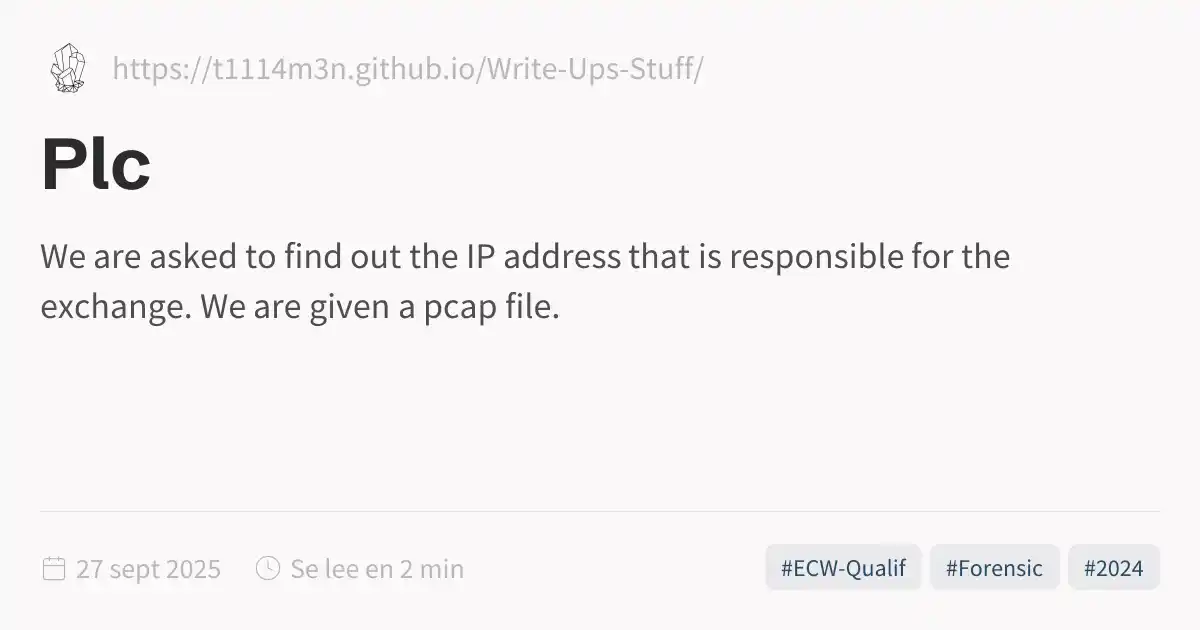 https://t1114m3n.github.io/Write-Ups-Stuff/
Plc
We are asked to find out the IP address that is responsible for the
exchange. We are given a pcap file.
27 sept 2025 Se lee en 2 min #ECW-Qualif #Forensic #2024